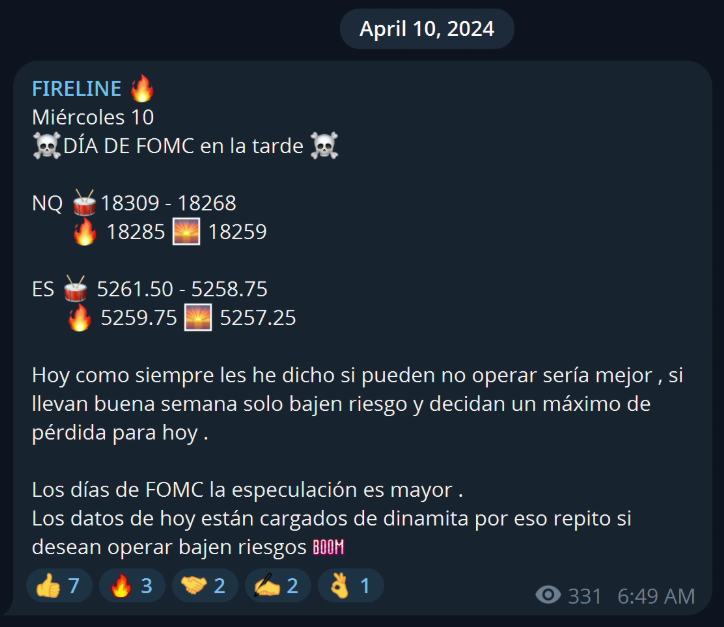 April 10, 2024
FIRELINE 🔥
Miércoles 10
☠️DÍA DE FOMC en la tarde ☠️
NQ 🥁18309 - 18268
🔥 18285 🌅 18259
ES 🥁 5261.50 - 5258.75
🔥 5259.75 🌅 5257.25
Hoy como siempre les he dicho si pueden no operar sería mejor , si
llevan buena semana solo bajen riesgo y decidan un máximo de
pérdida para hoy .
Los días de FOMC la especulación es mayor .
Los datos de hoy están cargados de dinamita por eso repito si
desean operar bajen riesgos BOOM
👍 7 🔥 3 🤝 2 ✍️ 2 👌 1
331 6:49 AM